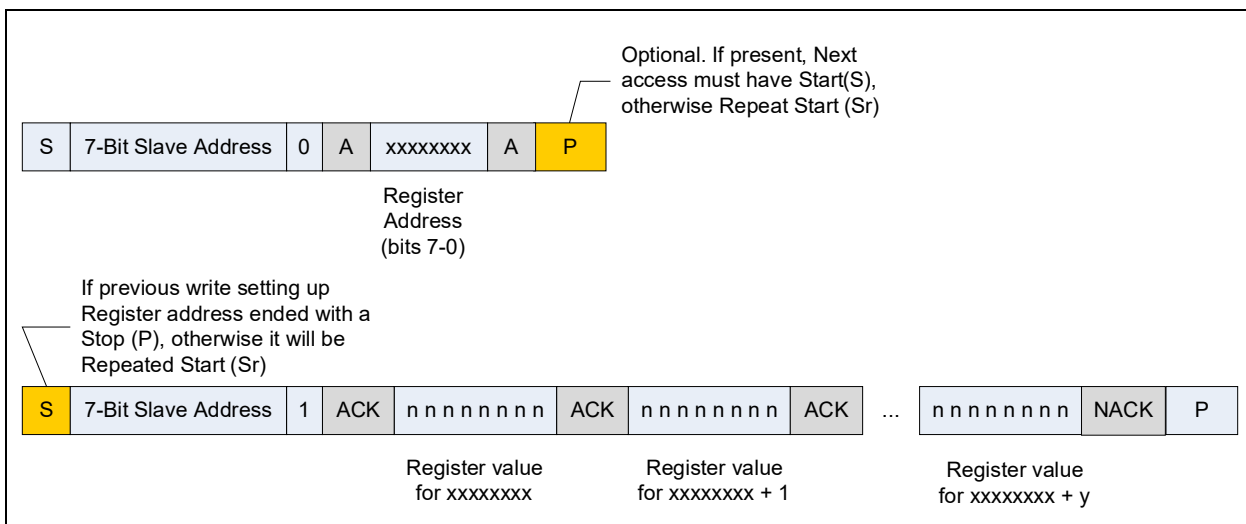 Optional. If present, Next
access must have Start(S),
otherwise Repeat Start (Sr)
S 7-Bit Slave Address 0 A xxxxxxxx A P
Register
Address
(bits 7-0)
If previous write setting up
Register address ended with a
Stop (P), otherwise it will be
Repeated Start (Sr)
S 7-Bit Slave Address 1 ACK n n n n n n n n ACK n n n n n n n n ACK ... n n n n n n n n NACK P
Register value
for xxxxxxxx
Register value
for xxxxxxxx + 1
Register value
for xxxxxxxx + y